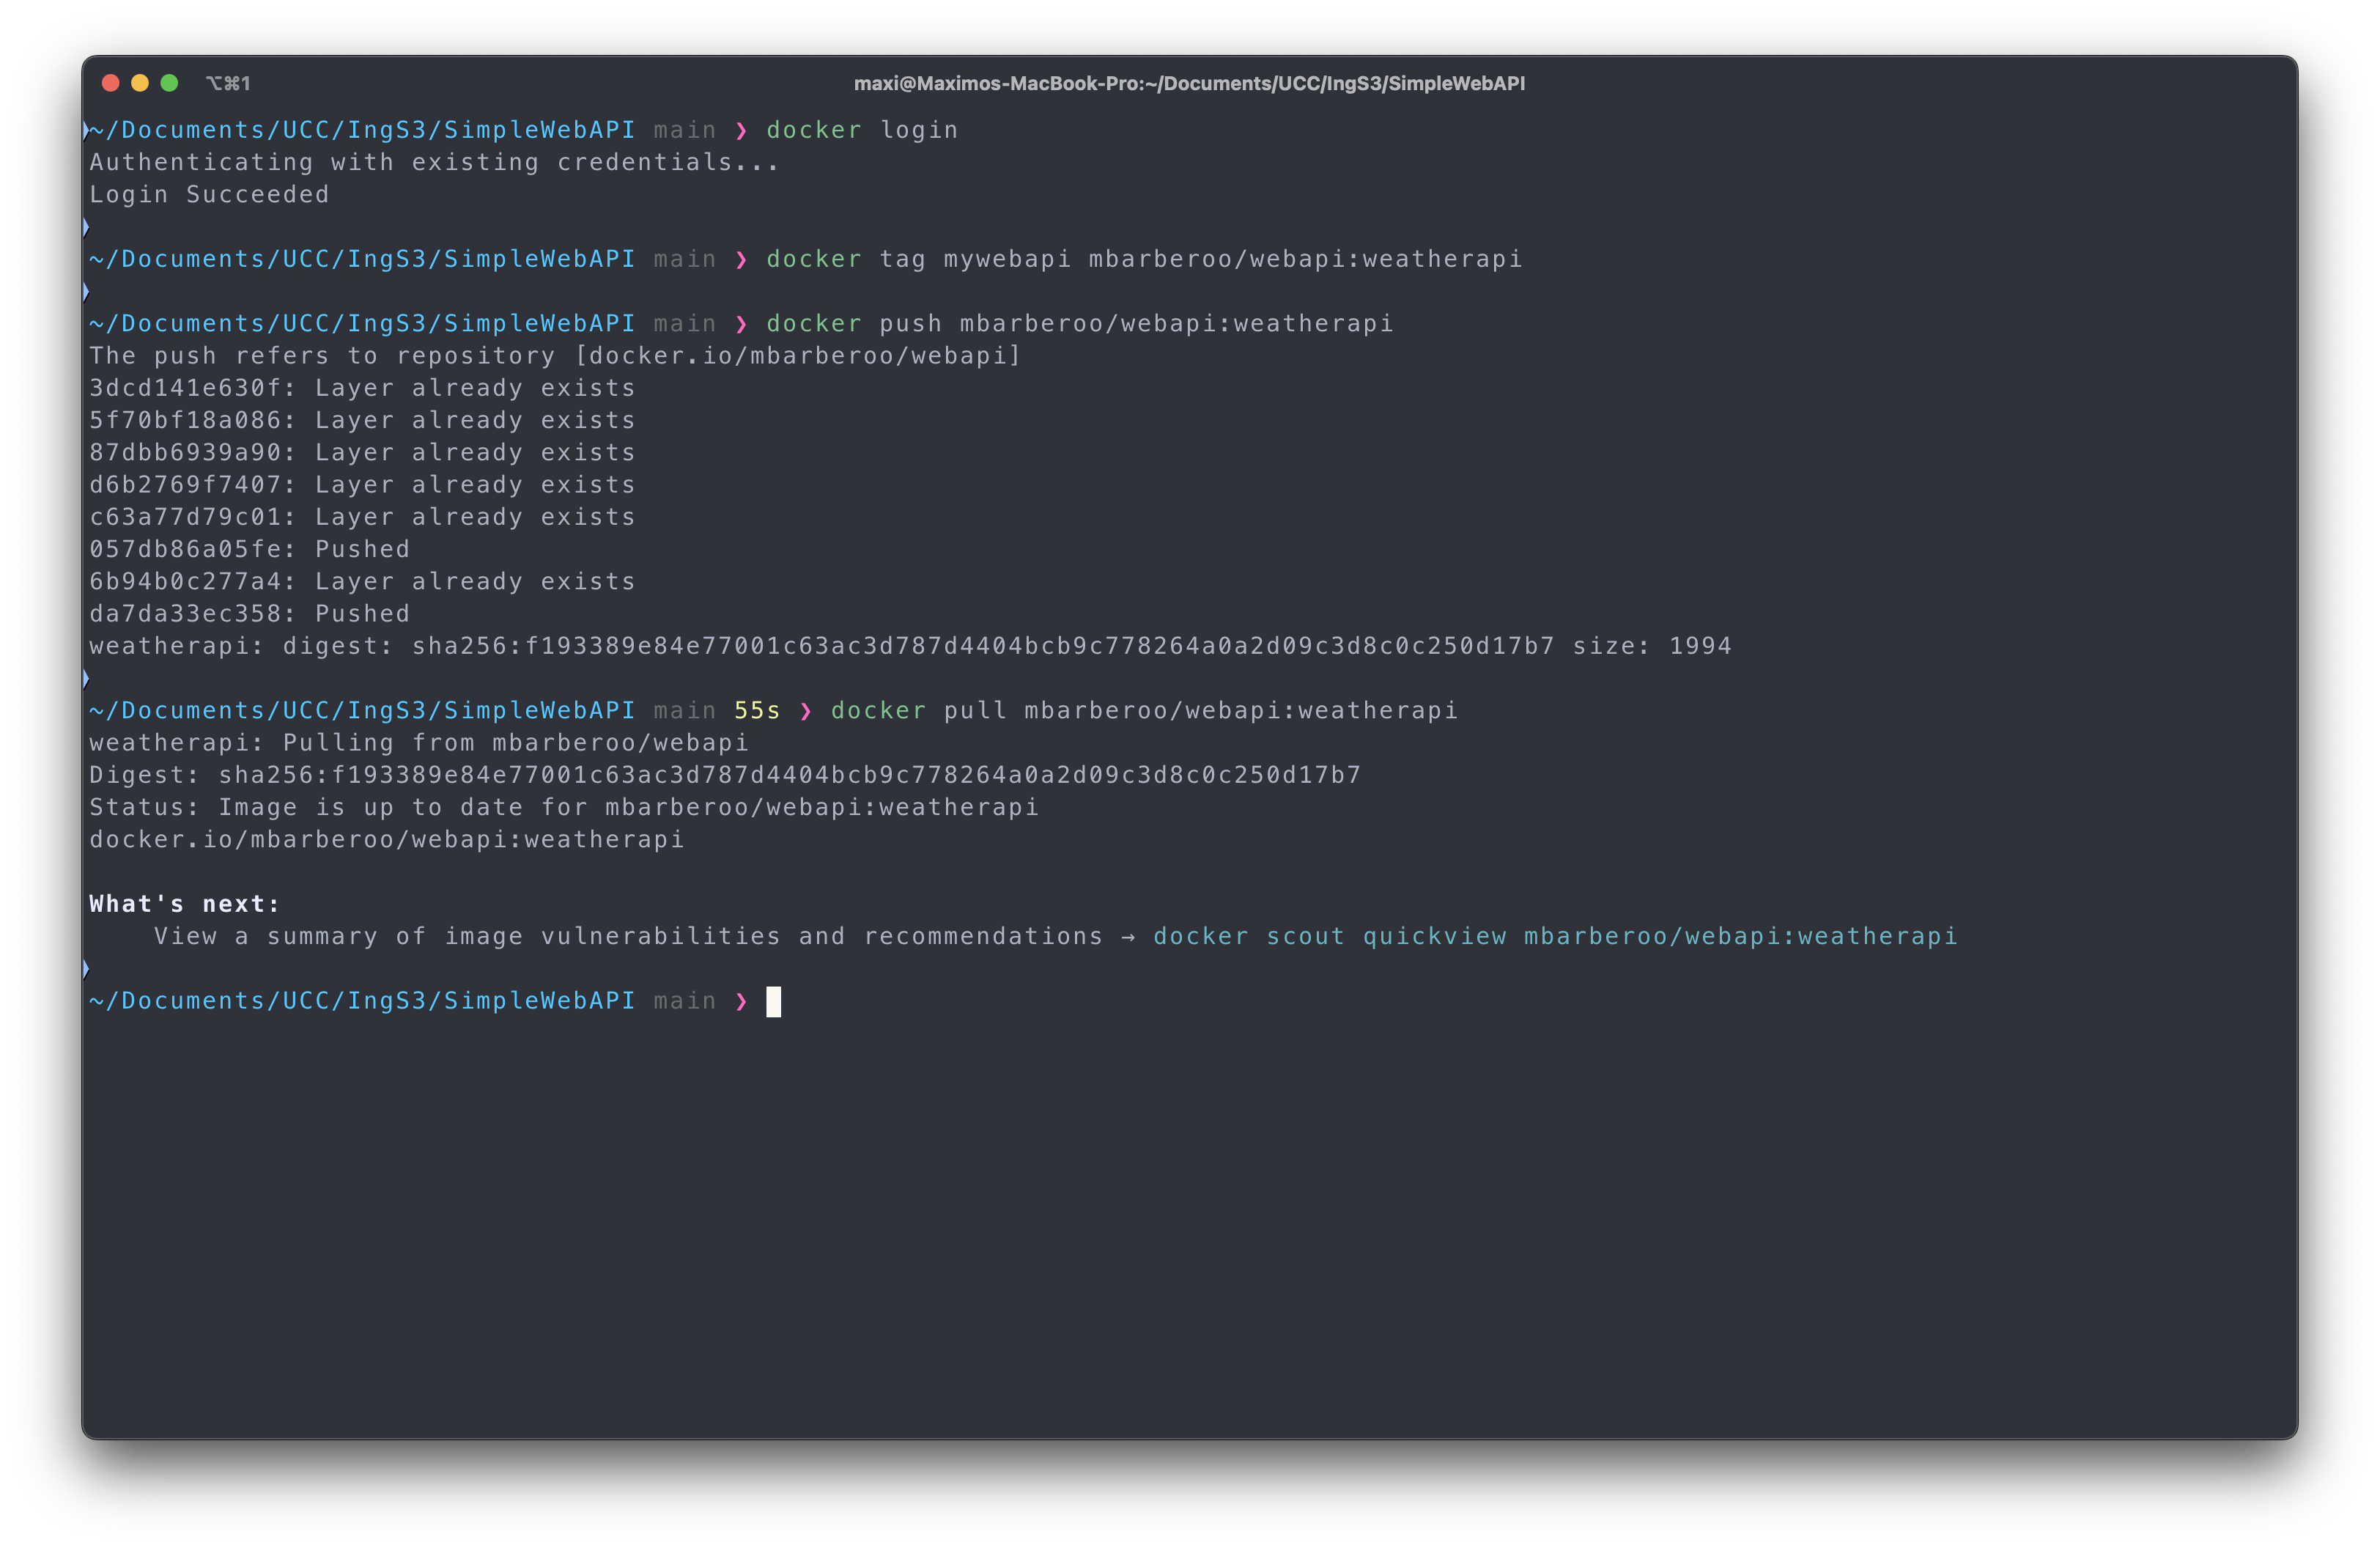 ⌥⌘1
maxi@Maximos-MacBook-Pro:~/Documents/UCC/IngS3/SimpleWebAPI
~/Documents/UCC/IngS3/SimpleWebAPI main ❯ docker login
Authenticating with existing credentials...
Login Succeeded
~/Documents/UCC/IngS3/SimpleWebAPI main ❯ docker tag mywebapi mbarberoo/webapi:weatherapi
~/Documents/UCC/IngS3/SimpleWebAPI main ❯ docker push mbarberoo/webapi:weatherapi
The push refers to repository [docker.io/mbarberoo/webapi]
3dcd141e630f: Layer already exists
5f70bf18a086: Layer already exists
87dbb6939a90: Layer already exists
d6b2769f7407: Layer already exists
c63a77d79c01: Layer already exists
057db86a05fe: Pushed
6b94b0c277a4: Layer already exists
da7da33ec358: Pushed
weatherapi: digest: sha256:f193389e84e77001c63ac3d787d4404bcb9c778264a0a2d09c3d8c0c250d17b7 size: 1994
~/Documents/UCC/IngS3/SimpleWebAPI main 55s ❯ docker pull mbarberoo/webapi:weatherapi
weatherapi: Pulling from mbarberoo/webapi
Digest: sha256:f193389e84e77001c63ac3d787d4404bcb9c778264a0a2d09c3d8c0c250d17b7
Status: Image is up to date for mbarberoo/webapi:weatherapi
docker.io/mbarberoo/webapi:weatherapi
What's next:
View a summary of image vulnerabilities and recommendations → docker scout quickview mbarberoo/webapi:weatherapi
~/Documents/UCC/IngS3/SimpleWebAPI main ❯